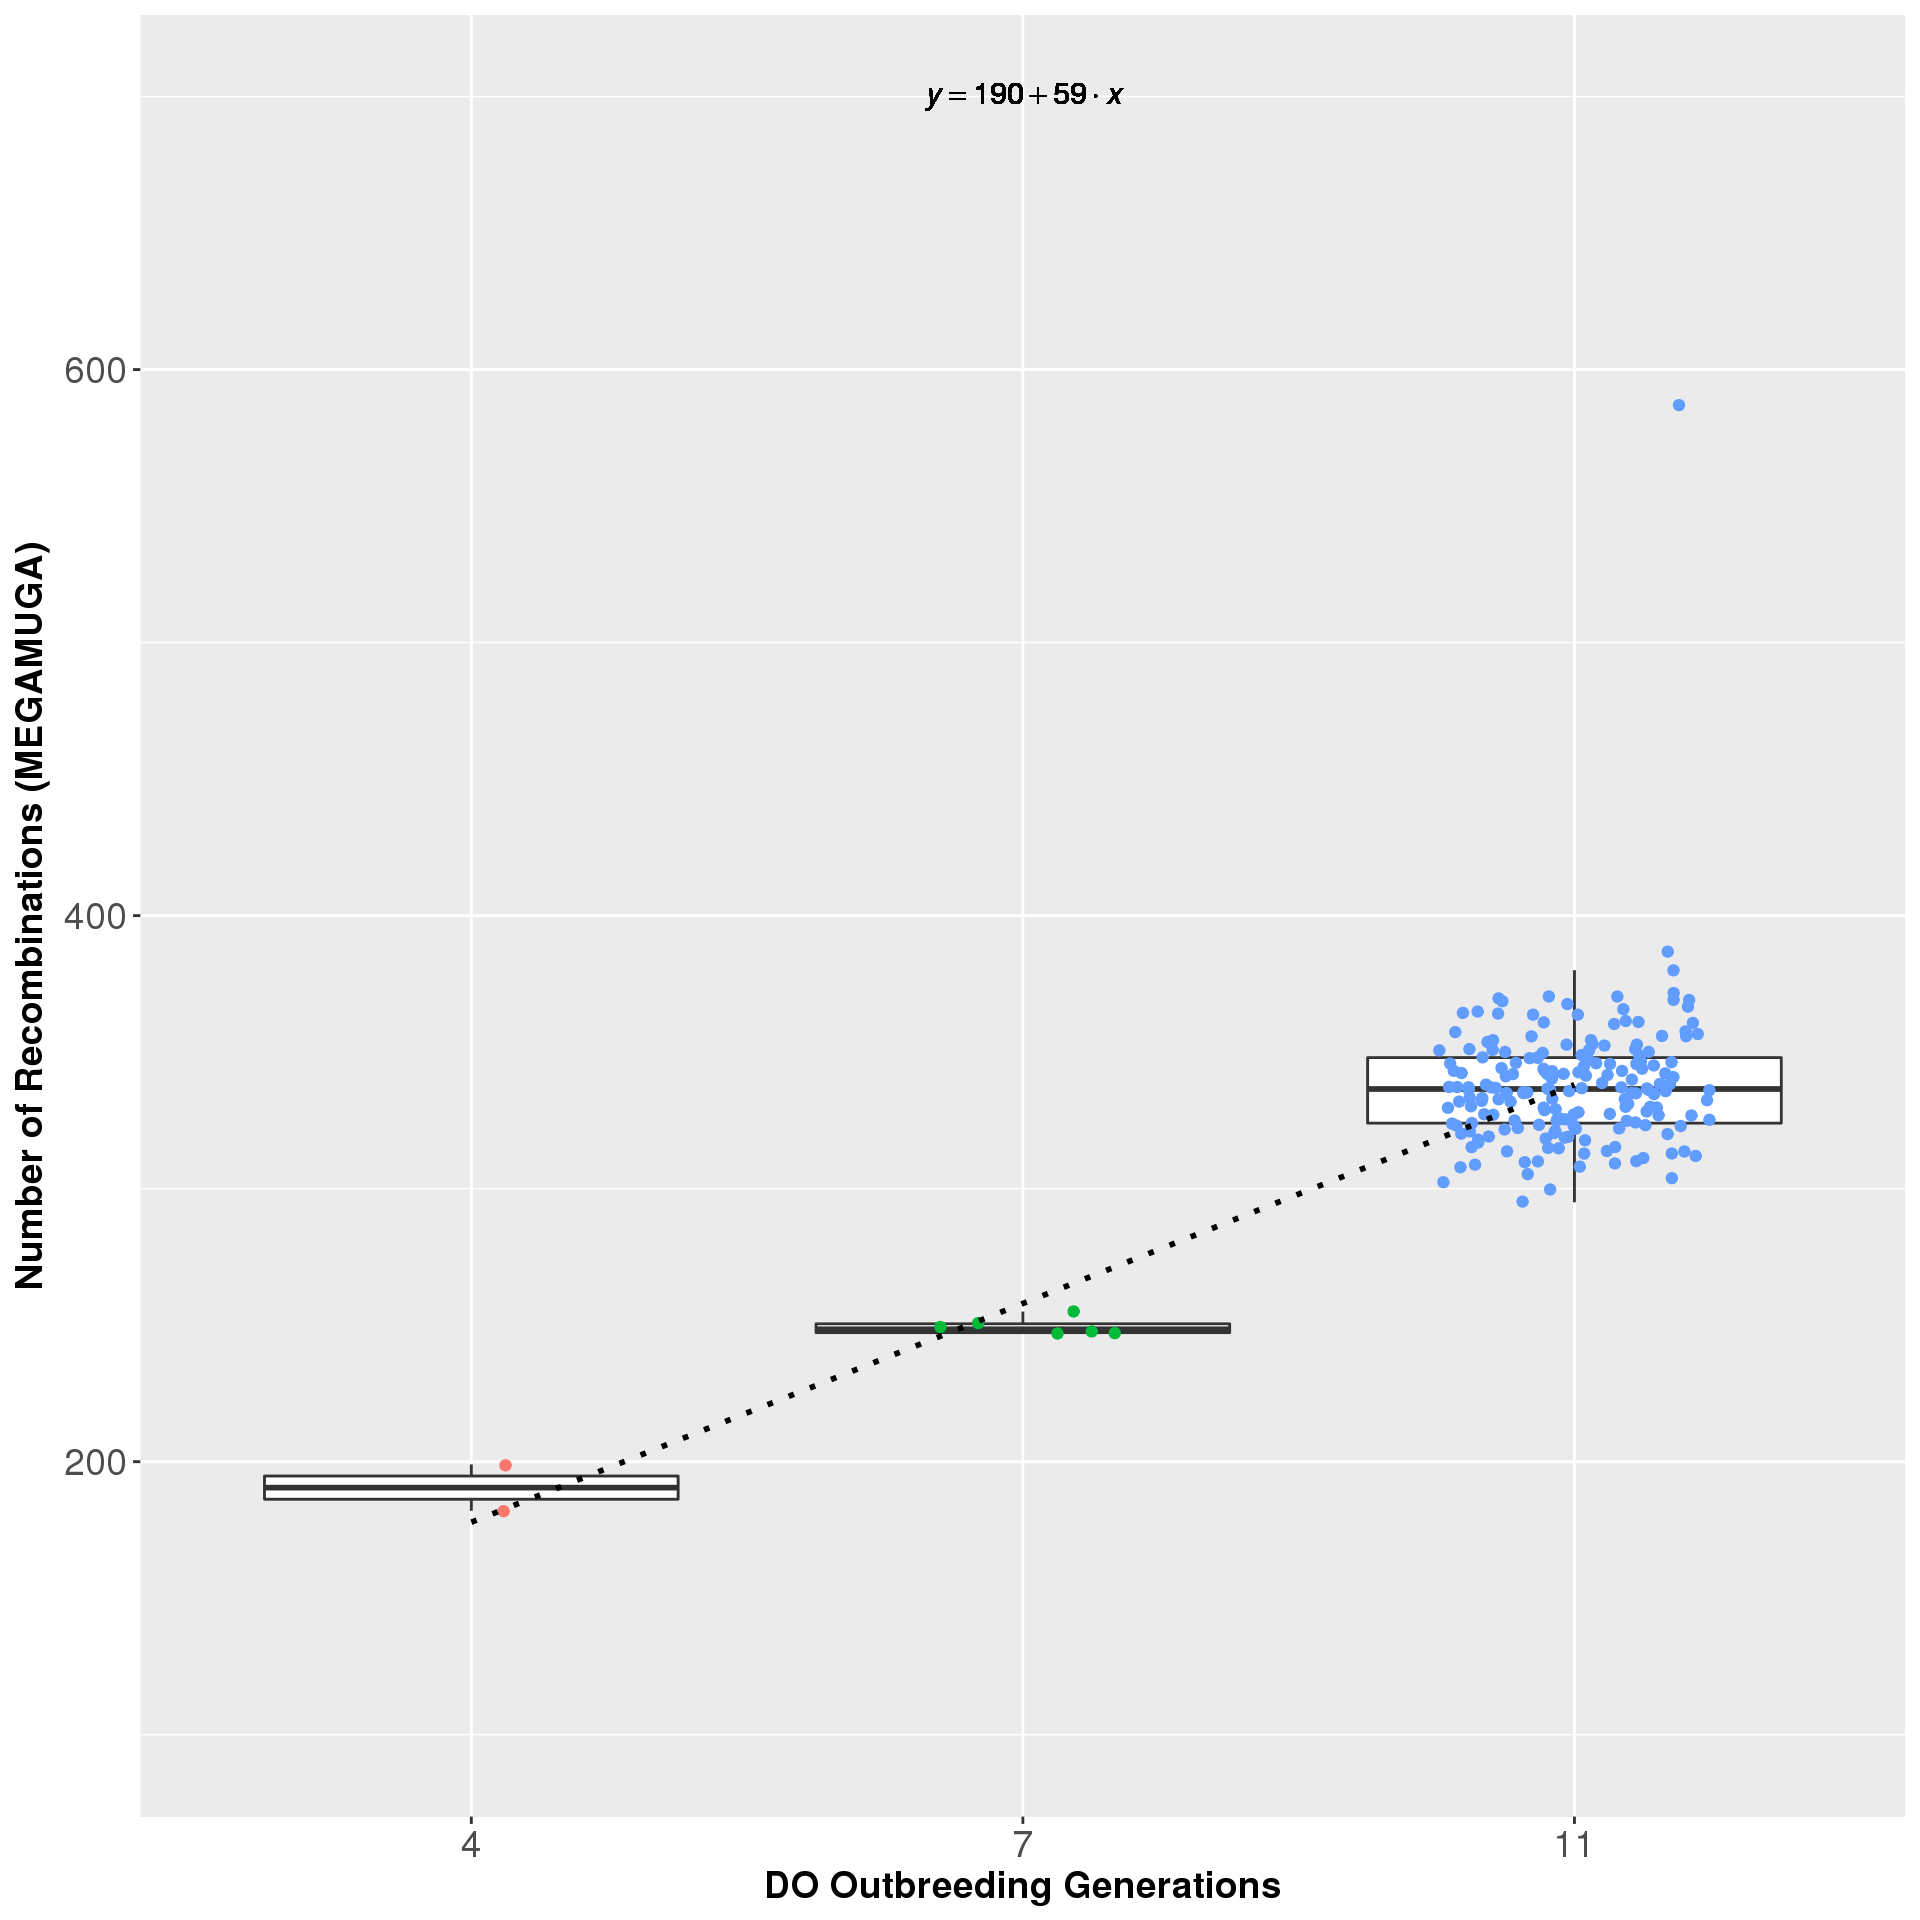 y = 190 + 59 · x
600
400
200
Number of Recombinations (MEGAMUGA)
4
7
11
DO Outbreeding Generations